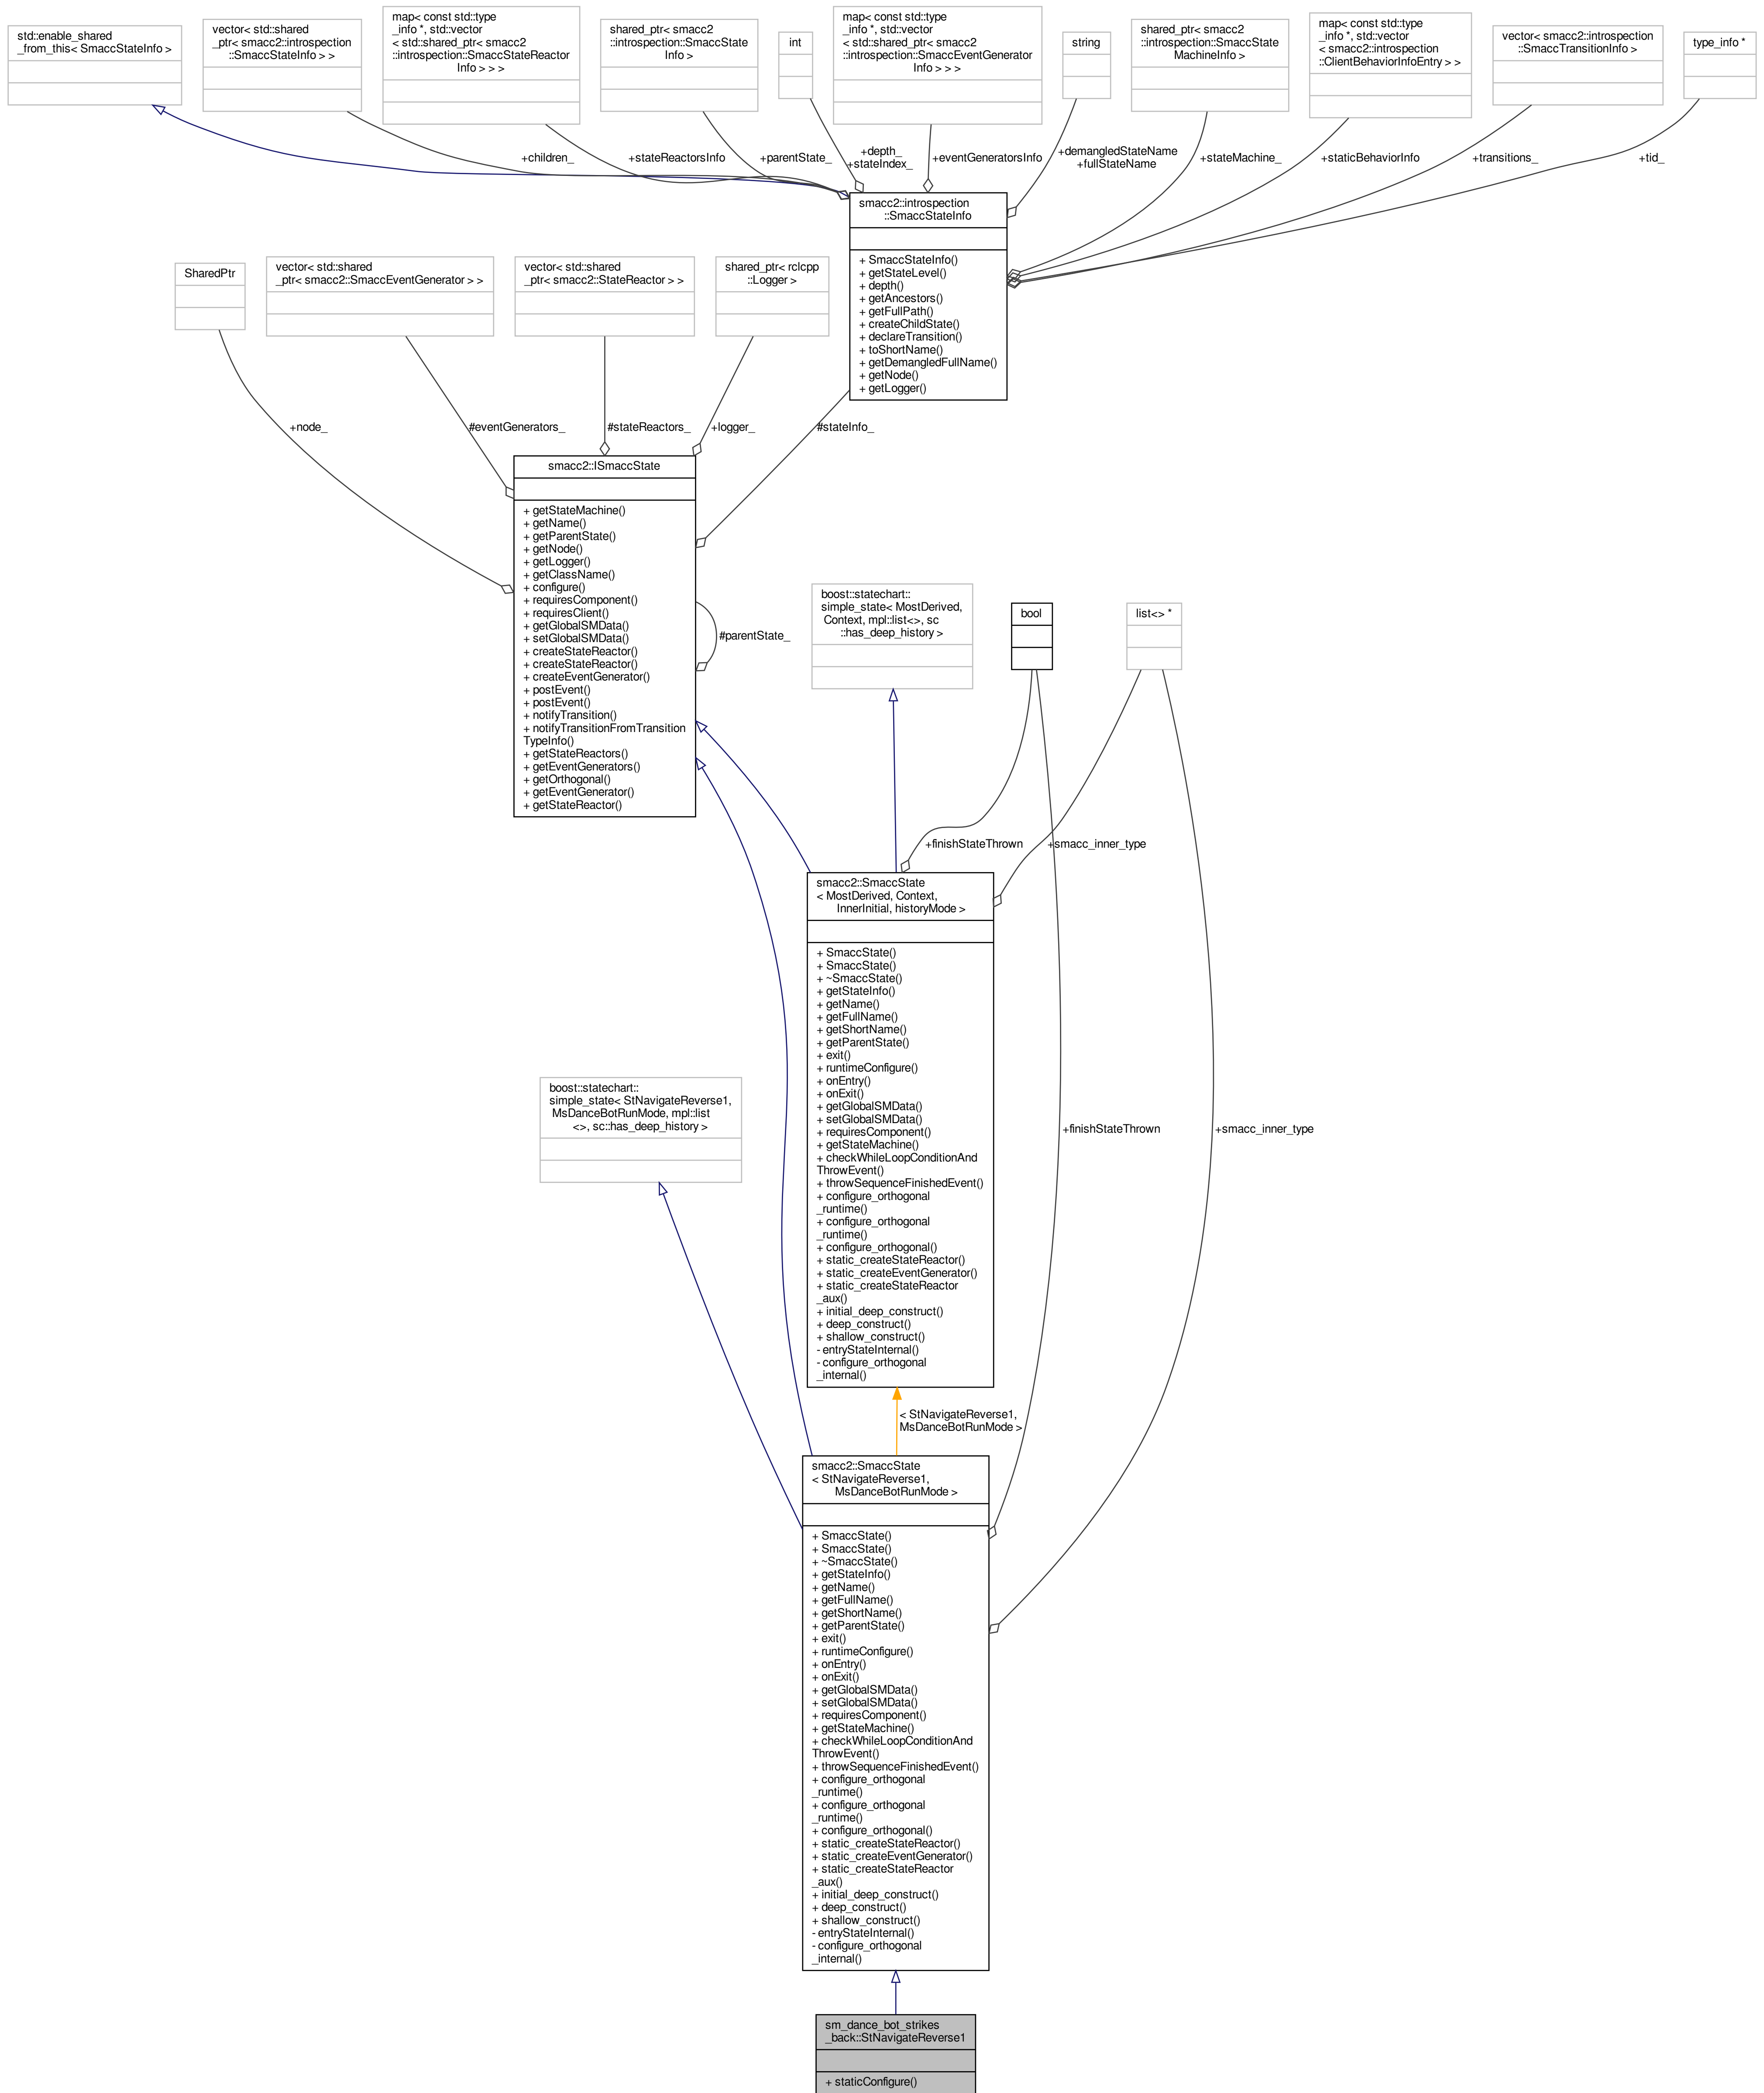 std::enable_shared
_from_this< SmaccStateInfo >
vector< std::shared
_ptr< smacc2::introspection
::SmaccStateInfo > >
map< const std::type
_info *, std::vector
< std::shared_ptr< smacc2
::introspection::SmaccStateReactor
Info > > >
shared_ptr< smacc2
::introspection::SmaccState
Info >
int
map< const std::type
_info *, std::vector
< std::shared_ptr< smacc2
::introspection::SmaccEventGenerator
Info > > >
string
shared_ptr< smacc2
::introspection::SmaccState
MachineInfo >
map< const std::type
_info *, std::vector
< smacc2::introspection
::ClientBehaviorInfoEntry > >
vector< smacc2::introspection
::SmaccTransitionInfo >
type_info *
+children_
+stateReactorsInfo
+parentState_
+depth_
+stateIndex_
+eventGeneratorsInfo
+demangledStateName
+fullStateName
+stateMachine_
+staticBehaviorInfo
+transitions_
+tid_
smacc2::introspection
::SmaccStateInfo
+ SmaccStateInfo()
+ getStateLevel()
+ depth()
+ getAncestors()
+ getFullPath()
+ createChildState()
+ declareTransition()
+ toShortName()
+ getDemangledFullName()
+ getNode()
+ getLogger()
SharedPtr
vector< std::shared
_ptr< smacc2::SmaccEventGenerator > >
vector< std::shared
_ptr< smacc2::StateReactor > >
shared_ptr< rclcpp
::Logger >
+node_
#eventGenerators_
#stateReactors_
+logger_
#stateInfo_
smacc2::ISmaccState
+ getStateMachine()
+ getName()
+ getParentState()
+ getNode()
+ getLogger()
+ getClassName()
+ configure()
+ requiresComponent()
+ requiresClient()
+ getGlobalSMData()
+ setGlobalSMData()
+ createStateReactor()
+ createStateReactor()
+ createEventGenerator()
+ postEvent()
+ postEvent()
+ notifyTransition()
+ notifyTransitionFromTransition
TypeInfo()
+ getStateReactors()
+ getEventGenerators()
+ getOrthogonal()
+ getEventGenerator()
+ getStateReactor()
#parentState_
boost::statechart::
simple_state< MostDerived,
Context, mpl::list<>, sc
::has_deep_history >
bool
list<> *
+finishStateThrown
+smacc_inner_type
smacc2::SmaccState
< MostDerived, Context,
InnerInitial, historyMode >
+ SmaccState()
+ SmaccState()
+ ~SmaccState()
+ getStateInfo()
+ getName()
+ getFullName()
+ getShortName()
+ getParentState()
+ exit()
+ runtimeConfigure()
+ onEntry()
+ onExit()
+ getGlobalSMData()
+ setGlobalSMData()
+ requiresComponent()
+ getStateMachine()
+ checkWhileLoopConditionAnd
ThrowEvent()
+ throwSequenceFinishedEvent()
+ configure_orthogonal
_runtime()
+ configure_orthogonal
_runtime()
+ configure_orthogonal()
+ static_createStateReactor()
+ static_createEventGenerator()
+ static_createStateReactor
_aux()
+ initial_deep_construct()
+ deep_construct()
+ shallow_construct()
- entryStateInternal()
- configure_orthogonal
_internal()
boost::statechart::
simple_state< StNavigateReverse1,
MsDanceBotRunMode, mpl::list
<>, sc::has_deep_history >
+finishStateThrown
+smacc_inner_type
< StNavigateReverse1,
MsDanceBotRunMode >
smacc2::SmaccState
< StNavigateReverse1,
MsDanceBotRunMode >
+ SmaccState()
+ SmaccState()
+ ~SmaccState()
+ getStateInfo()
+ getName()
+ getFullName()
+ getShortName()
+ getParentState()
+ exit()
+ runtimeConfigure()
+ onEntry()
+ onExit()
+ getGlobalSMData()
+ setGlobalSMData()
+ requiresComponent()
+ getStateMachine()
+ checkWhileLoopConditionAnd
ThrowEvent()
+ throwSequenceFinishedEvent()
+ configure_orthogonal
_runtime()
+ configure_orthogonal
_runtime()
+ configure_orthogonal()
+ static_createStateReactor()
+ static_createEventGenerator()
+ static_createStateReactor
_aux()
+ initial_deep_construct()
+ deep_construct()
+ shallow_construct()
- entryStateInternal()
- configure_orthogonal
_internal()
sm_dance_bot_strikes
_back::StNavigateReverse1
+ staticConfigure()